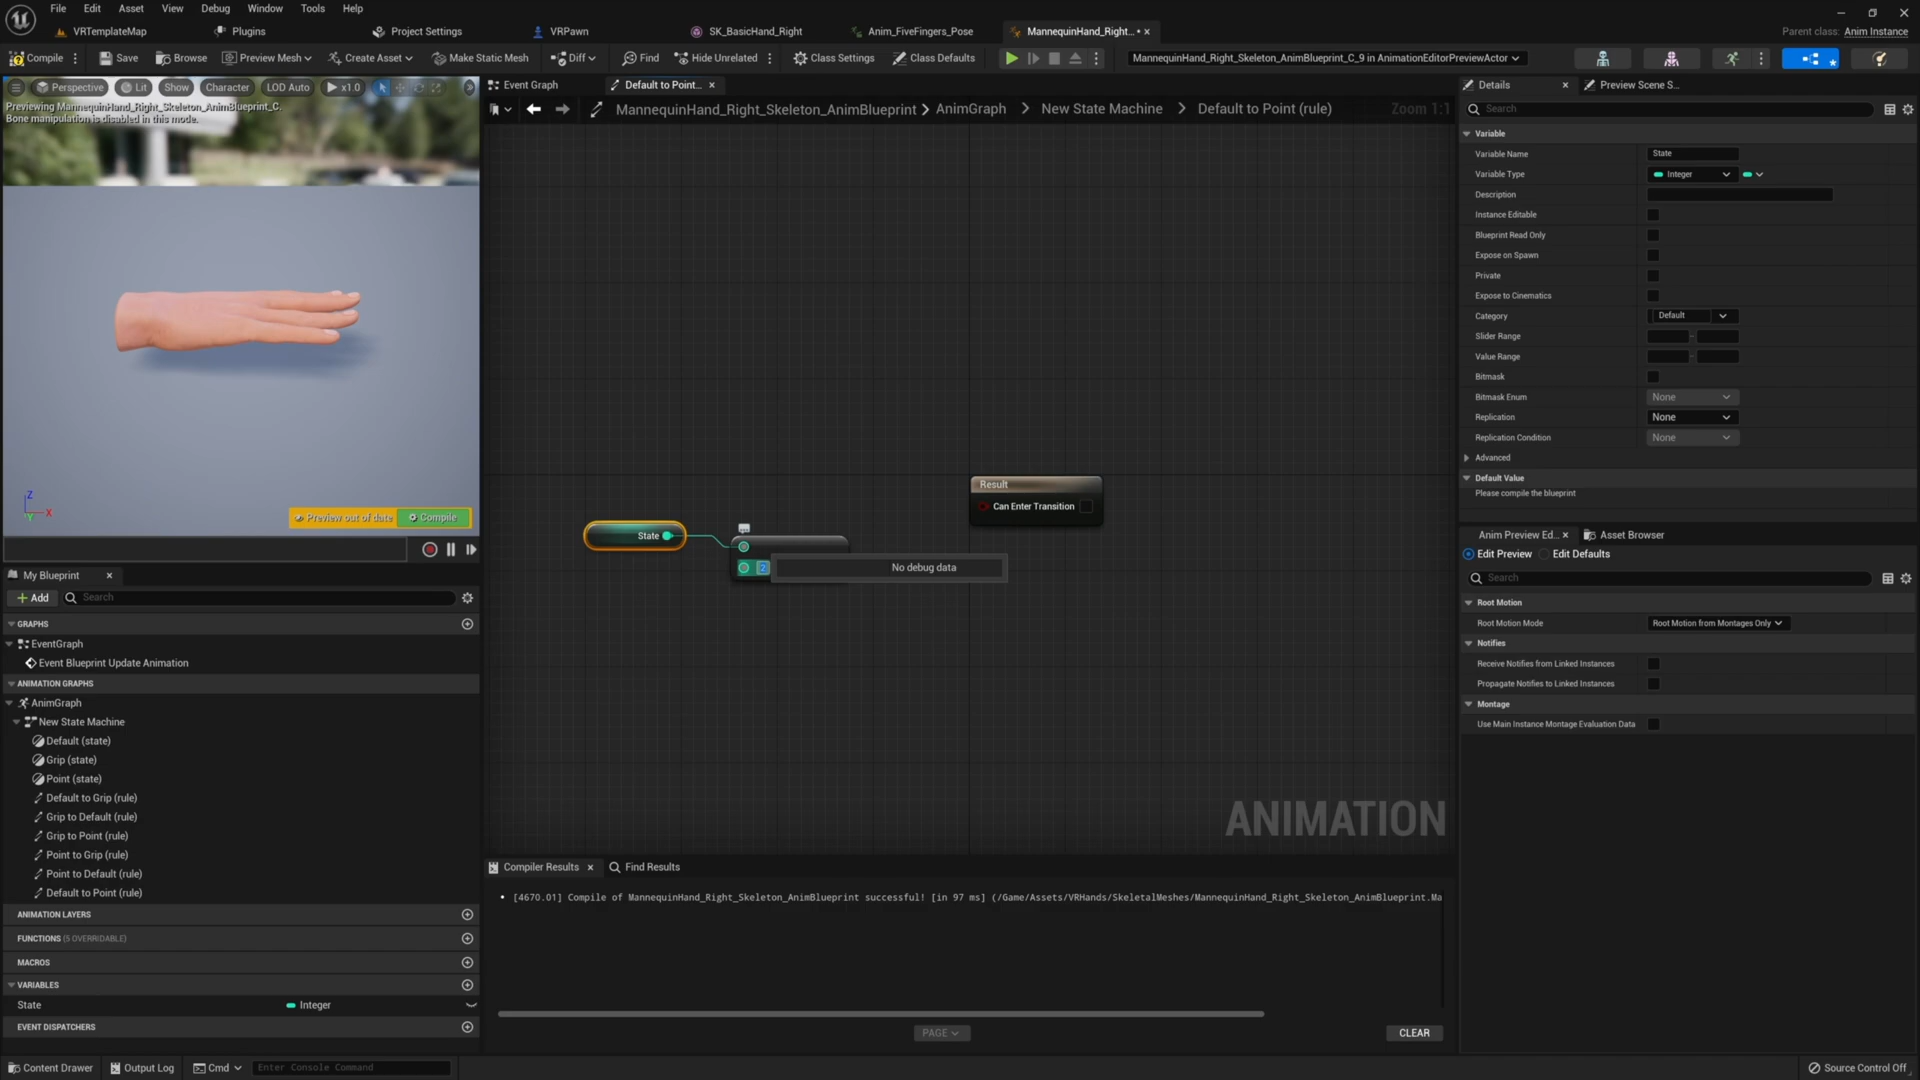 File Edit Asset View Debug Window Tools Help
VRTemplateMap Plugins Project Settings VRPawn SK_BasicHand_Right Anim_FiveFingers_Pose MannequinHand_Right... • × Parent class: Anim Instance
Compile Save Browse Preview Mesh Create Asset Make Static Mesh Diff Find Hide Unrelated Class Settings Class Defaults MannequinHand_Right_Skeleton_AnimBlueprint_C_9 in AnimationEditorPreviewActor
Perspective Lit Show Character LOD Auto x1.0
Previewing MannequinHand_Right_Skeleton_AnimBlueprint_C.
Bone manipulation is disabled in this mode.
Z
X
Y
Preview out of date Compile
Event Graph Default to Point... ×
MannequinHand_Right_Skeleton_AnimBlueprint > AnimGraph > New State Machine > Default to Point (rule) Zoom 1:1
Result
Can Enter Transition
State
2
No debug data
ANIMATION
My Blueprint ×
+ Add Search
GRAPHS
EventGraph
Event Blueprint Update Animation
ANIMATION GRAPHS
AnimGraph
New State Machine
Default (state)
Grip (state)
Point (state)
Default to Grip (rule)
Grip to Default (rule)
Grip to Point (rule)
Point to Grip (rule)
Point to Default (rule)
Default to Point (rule)
ANIMATION LAYERS
FUNCTIONS (5 OVERRIDABLE)
MACROS
VARIABLES
State Integer
EVENT DISPATCHERS
Compiler Results × Find Results
• [4670.01] Compile of MannequinHand_Right_Skeleton_AnimBlueprint successful! [in 97 ms] (/Game/Assets/VRHands/SkeletalMeshes/MannequinHand_Right_Skeleton_AnimBlueprint.Ma
PAGE CLEAR
Details × Preview Scene S...
Search
Variable
Variable Name State
Variable Type Integer
Description
Instance Editable
Blueprint Read Only
Expose on Spawn
Private
Expose to Cinematics
Category Default
Slider Range -
Value Range -
Bitmask
Bitmask Enum None
Replication None
Replication Condition None
Advanced
Default Value
Please compile the blueprint
Anim Preview Ed... × Asset Browser
Edit Preview Edit Defaults
Search
Root Motion
Root Motion Mode Root Motion from Montages Only
Notifies
Receive Notifies from Linked Instances
Propagate Notifies to Linked Instances
Montage
Use Main Instance Montage Evaluation Data
Content Drawer Output Log Cmd Enter Console Command Source Control Off